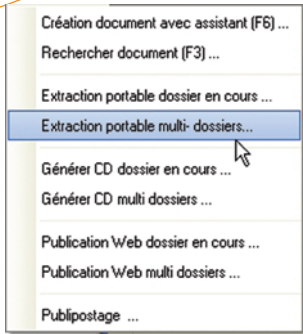 Création document avec assistant (F6) ...
Rechercher document (F3) ...
Extraction portable dossier en cours ...
Extraction portable multi- dossiers...
Générer CD dossier en cours ...
Générer CD multi dossiers ...
Publication Web dossier en cours ...
Publication Web multi dossiers ...
Publipostage ...